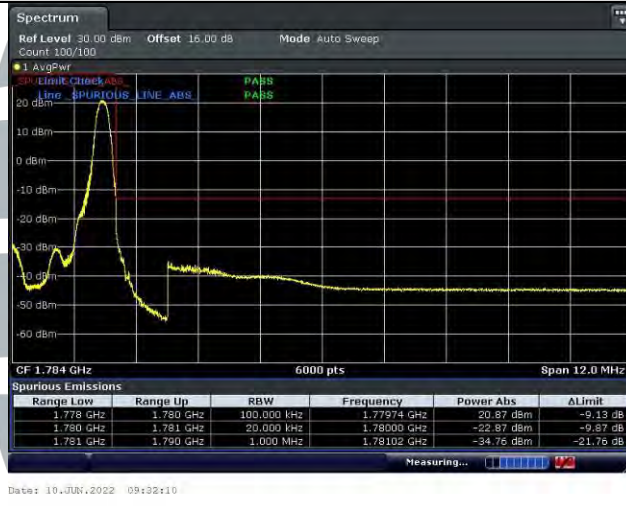 Spectrum
Ref Level 30.00 dBm Offset 16.00 dB Mode Auto Sweep
Count 100/100
1 AvgPwr
Limit Check PASS
Line _SPURIOUS_LINE_ABS_ PASS
20 dBm
10 dBm
0 dBm
-10 dBm
-20 dBm
-30 dBm
-40 dBm
-50 dBm
-60 dBm
CF 1.784 GHz 6000 pts Span 12.0 MHz
Spurious Emissions
Range Low Range Up RBW Frequency Power Abs ΔLimit
1.778 GHz 1.780 GHz 100.000 kHz 1.77974 GHz 20.87 dBm -9.13 dB
1.780 GHz 1.781 GHz 20.000 kHz 1.78000 GHz -22.87 dBm -9.87 dB
1.781 GHz 1.790 GHz 1.000 MHz 1.78102 GHz -34.76 dBm -21.76 dB
Measuring...
Date: 10.JUN.2022 09:32:10